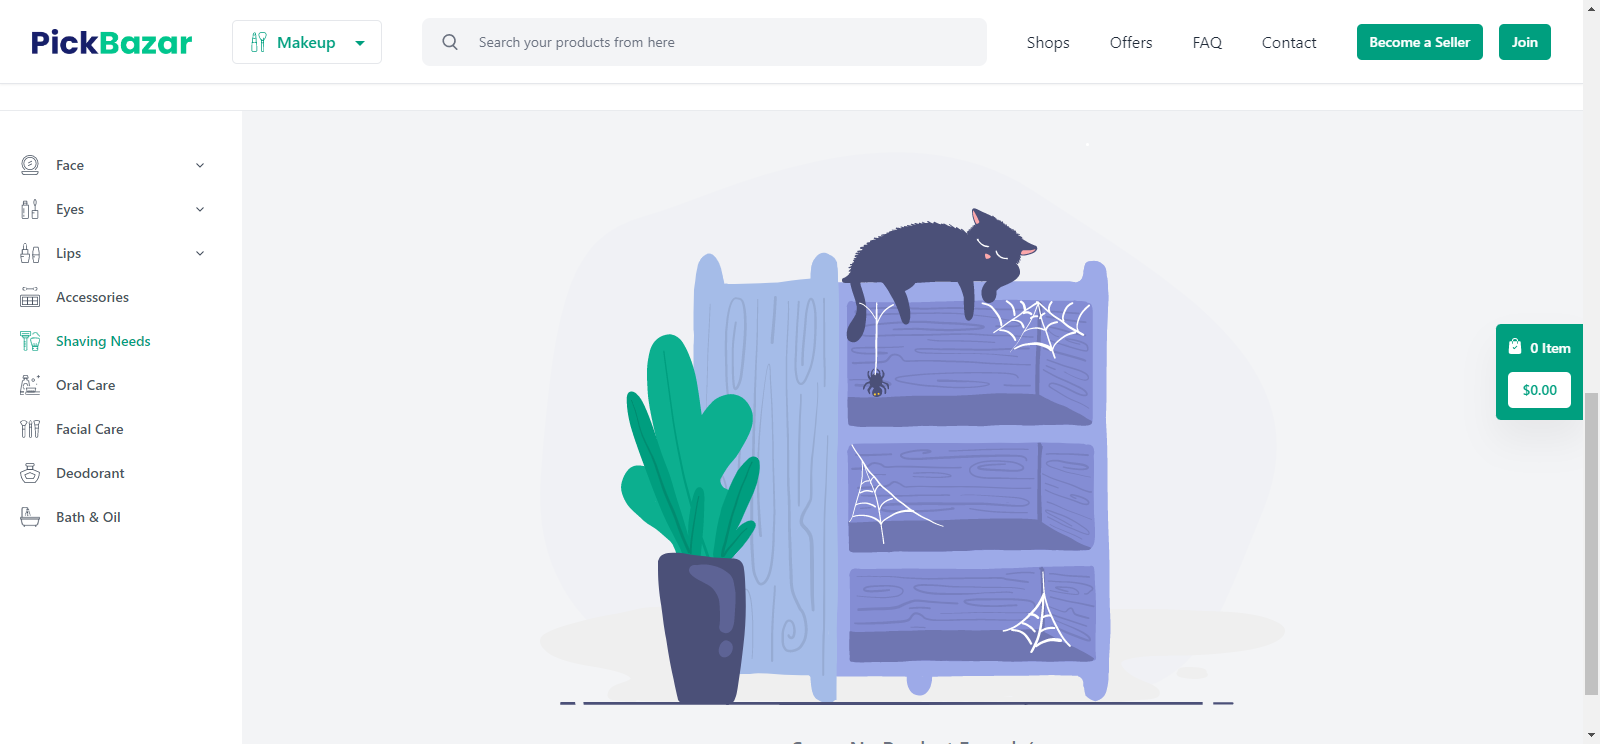 PickBazar
Makeup
Search your products from here
Shops
Offers
FAQ
Contact
Become a Seller
Join
Face
Eyes
Lips
Accessories
Shaving Needs
Oral Care
Facial Care
Deodorant
Bath & Oil
0 Item
$0.00